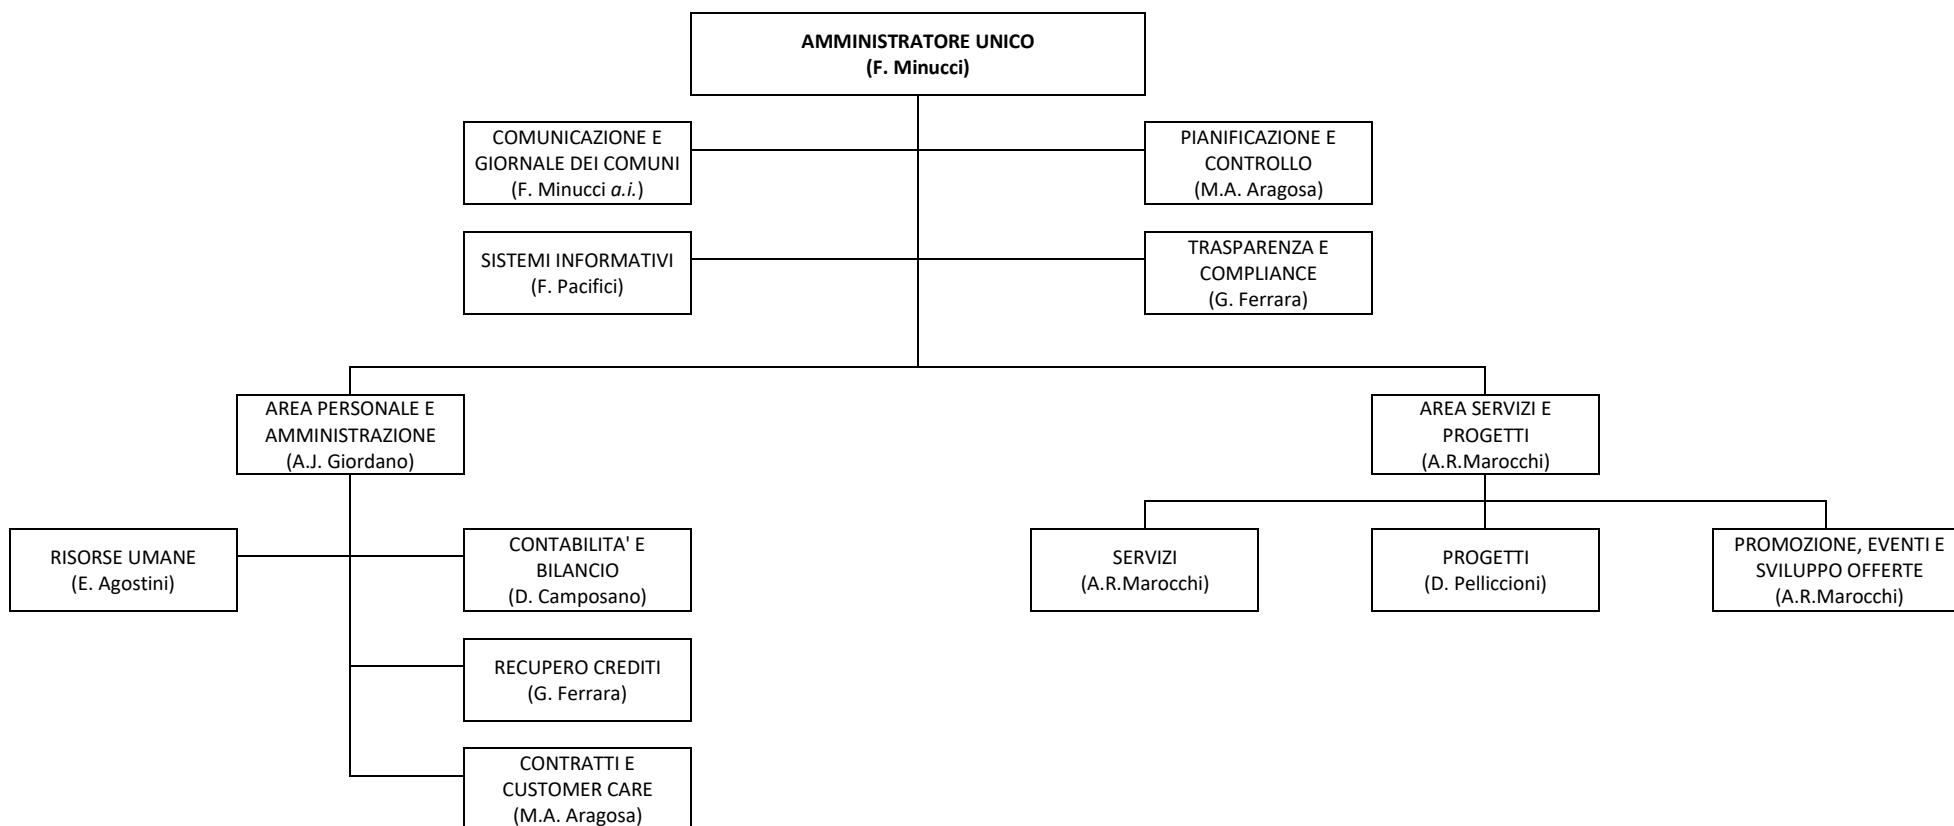 AMMINISTRATORE UNICO
(F. Minucci)
COMUNICAZIONE E
GIORNALE DEI COMUNI
(F. Minucci a.i.)
PIANIFICAZIONE E
CONTROLLO
(M.A. Aragosa)
SISTEMI INFORMATIVI
(F. Pacifici)
TRASPARENZA E
COMPLIANCE
(G. Ferrara)
AREA PERSONALE E
AMMINISTRAZIONE
(A.J. Giordano)
AREA SERVIZI E
PROGETTI
(A.R.Marocchi)
RISORSE UMANE
(E. Agostini)
CONTABILITA' E
BILANCIO
(D. Camposano)
SERVIZI
(A.R.Marocchi)
PROGETTI
(D. Pelliccioni)
PROMOZIONE, EVENTI E
SVILUPPO OFFERTE
(A.R.Marocchi)
RECUPERO CREDITI
(G. Ferrara)
CONTRATTI E
CUSTOMER CARE
(M.A. Aragosa)